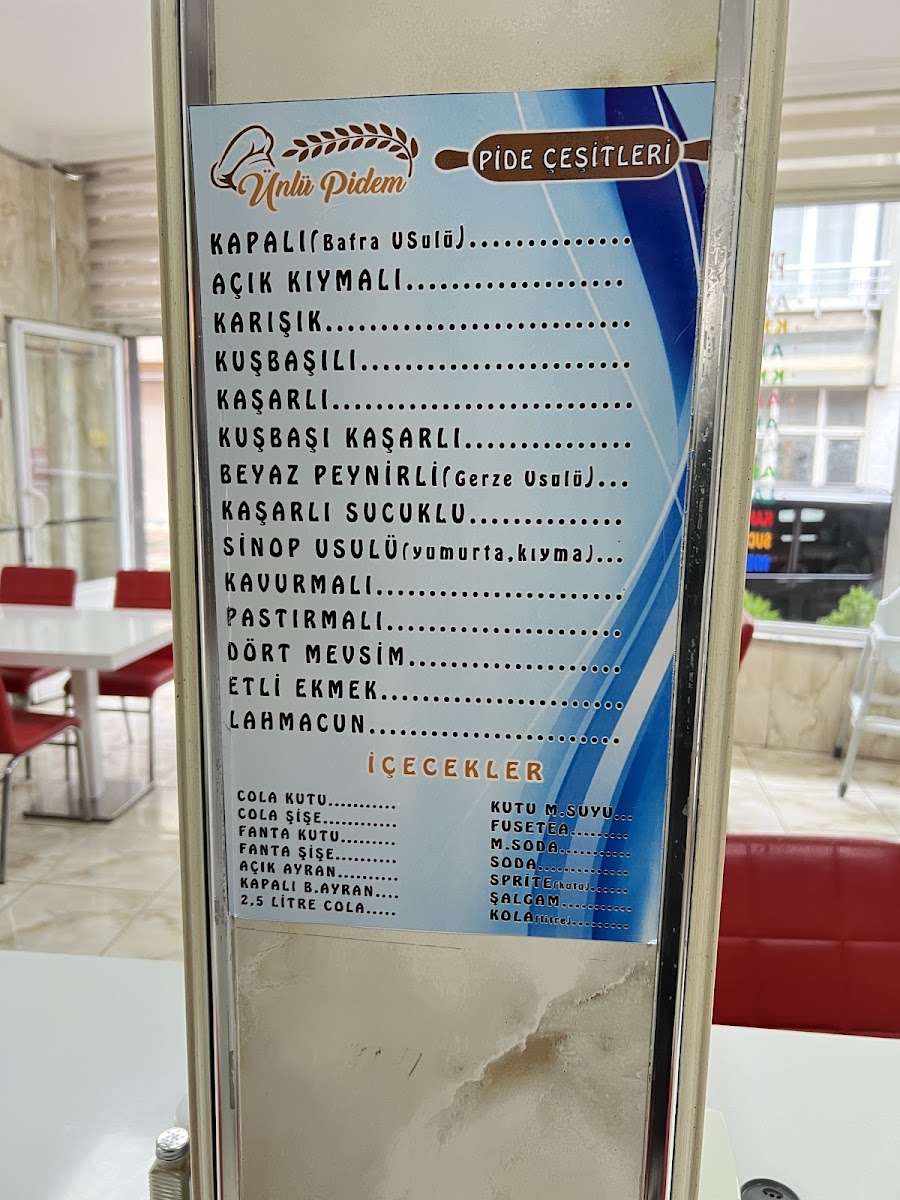 Ünlü Pidem
PİDE ÇEŞİTLERİ
KAPALI(Bafra USulü)..............
AÇIK KIYMALI....................
KARIŞIK............................
KUŞBAŞILI.........................
KAŞARLI............................
KUŞBAŞI KAŞARLI...............
BEYAZ PEYNİRLİ(Gerze Usulü)...
KAŞARLI SUCUKLU..............
SİNOP USULÜ(yumurta,kıyma)...
KAVURMALI.......................
PASTIRMALI......................
DÖRT MEVSİM....................
ETLİ EKMEK.......................
LAHMACUN........................
İÇECEKLER
COLA KUTU...........
COLA ŞİŞE............
FANTA KUTU.........
FANTA ŞİŞE..........
AÇIK AYRAN..........
KAPALI B.AYRAN....
2.5 LİTRE COLA.....
KUTU M.SUYU...
FUSETEA.........
M.SODA...........
SODA..............
SPRİTE(kutu)......
ŞALGAM...........
KOLA(litre).........